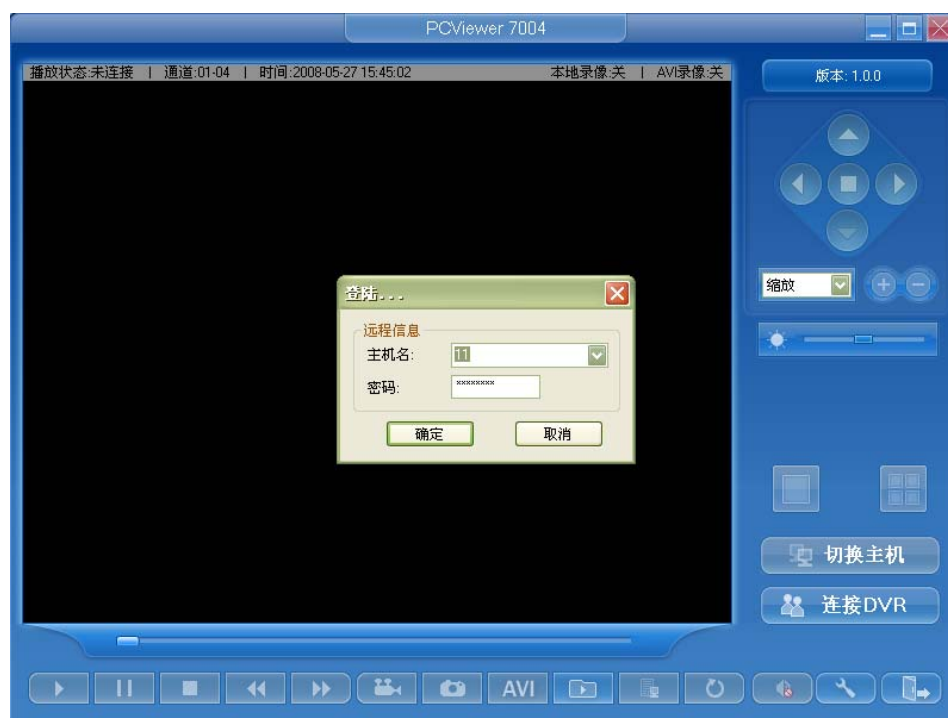 PCViewer 7004
播放状态:未连接 | 通道:01-04 | 时间:2008-05-27 15:45:02 本地录像:关 | AVI录像:关
版本: 1.0.0
缩放
登陆...
远程信息
主机名: 11
密码: ********
确定 取消
切换主机
连接DVR
AVI